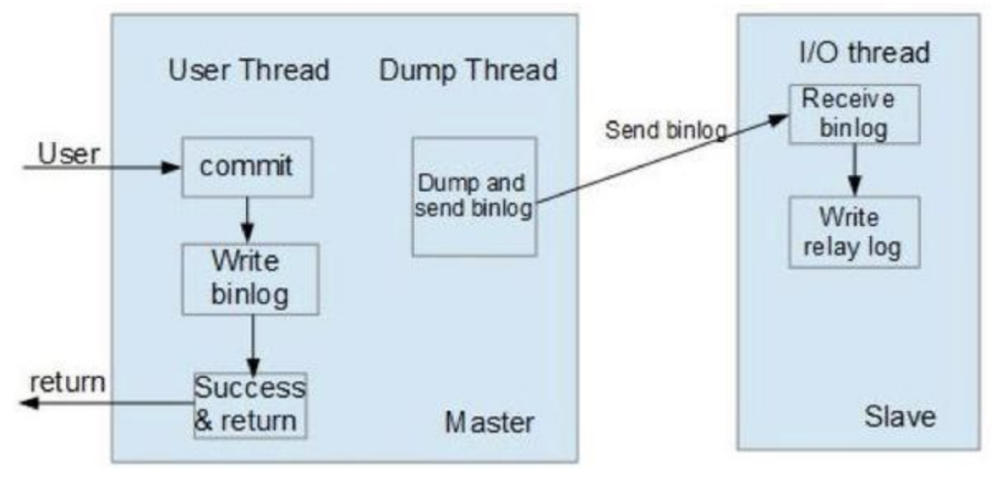 User Thread
Dump Thread
I/O thread
User
commit
Write
binlog
Success
& return
return
Dump and
send binlog
Send binlog
Receive
binlog
Write
relay log
Master
Slave